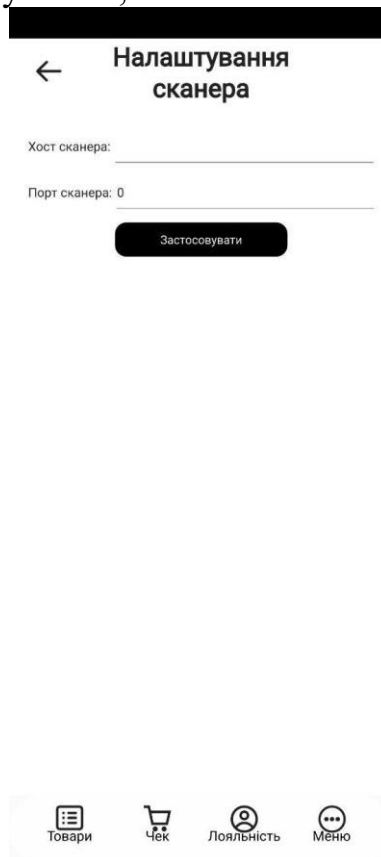 Налаштування
сканера
Хост сканера:
Порт сканера: 0
Застосовувати
Товари Чек Лояльність Меню